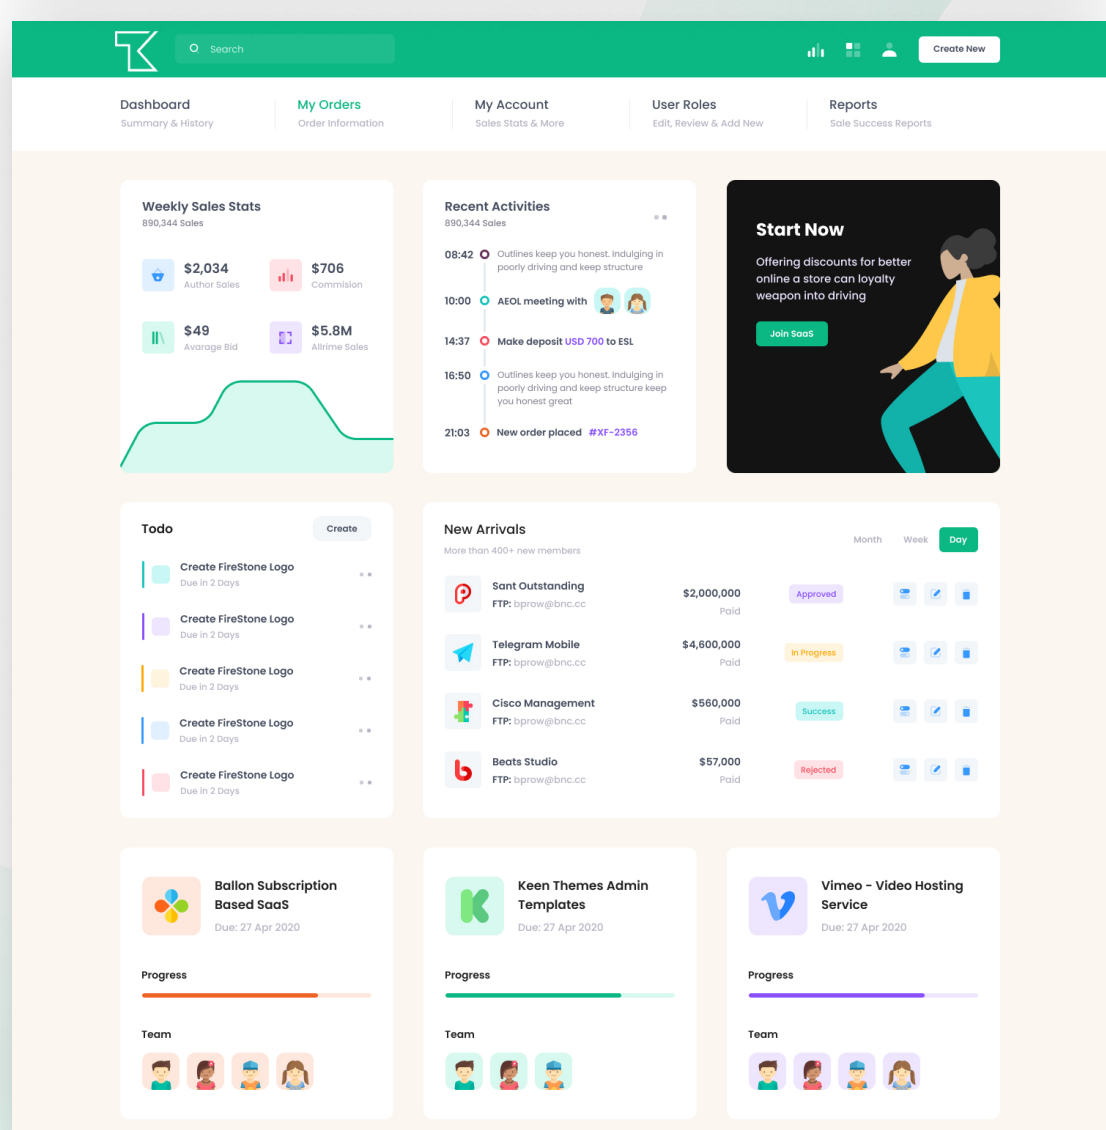 Search
Create New
Dashboard
Summary & History
My Orders
Order Information
My Account
Sales Stats & More
User Roles
Edit, Review & Add New
Reports
Sale Success Reports
Weekly Sales Stats
890,344 Sales
$2,034
Author Sales
$706
Commision
$49
Avarage Bid
$5.8M
Allrime Sales
Recent Activities
890,344 Sales
08:42 Outlines keep you honest. Indulging in
poorly driving and keep structure
10:00 AEOL meeting with
14:37 Make deposit USD 700 to ESL
16:50 Outlines keep you honest. Indulging in
poorly driving and keep structure keep
you honest great
21:03 New order placed #XF-2356
Start Now
Offering discounts for better
online a store can loyalty
weapon into driving
Join SaaS
Todo
Create
Create FireStone Logo
Due in 2 Days
Create FireStone Logo
Due in 2 Days
Create FireStone Logo
Due in 2 Days
Create FireStone Logo
Due in 2 Days
Create FireStone Logo
Due in 2 Days
New Arrivals
More than 400+ new members
Month Week Day
Sant Outstanding
FTP: bprow@bnc.cc
$2,000,000
Paid
Approved
Telegram Mobile
FTP: bprow@bnc.cc
$4,600,000
Paid
In Progress
Cisco Management
FTP: bprow@bnc.cc
$560,000
Paid
Success
Beats Studio
FTP: bprow@bnc.cc
$57,000
Paid
Rejected
Ballon Subscription
Based SaaS
Due: 27 Apr 2020
Progress
Team
Keen Themes Admin
Templates
Due: 27 Apr 2020
Progress
Team
Vimeo - Video Hosting
Service
Due: 27 Apr 2020
Progress
Team